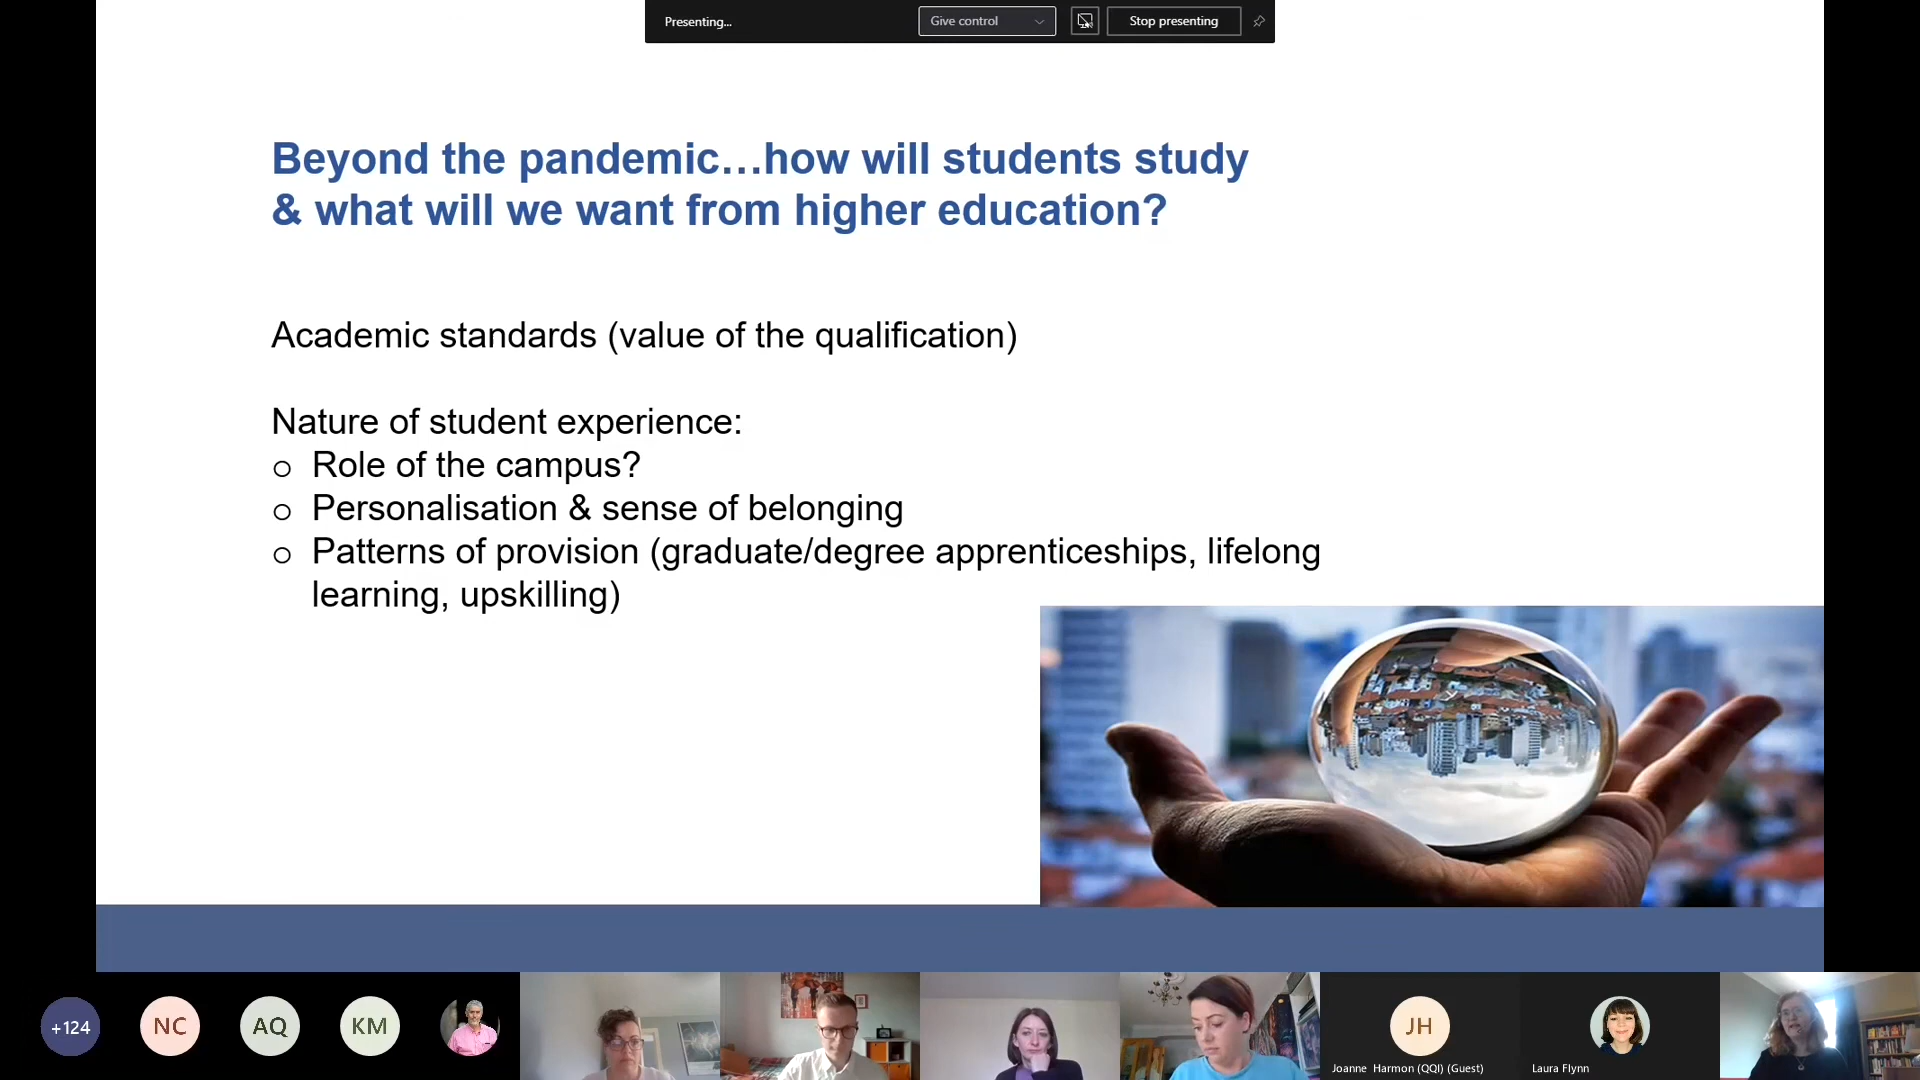 Presenting...
Give control
Stop presenting
Beyond the pandemic…how will students study
& what will we want from higher education?
Academic standards (value of the qualification)
Nature of student experience:
o Role of the campus?
o Personalisation & sense of belonging
o Patterns of provision (graduate/degree apprenticeships, lifelong
learning, upskilling)
+124
NC
AQ
KM
JH
Joanne Harmon (QQI) (Guest)
Laura Flynn